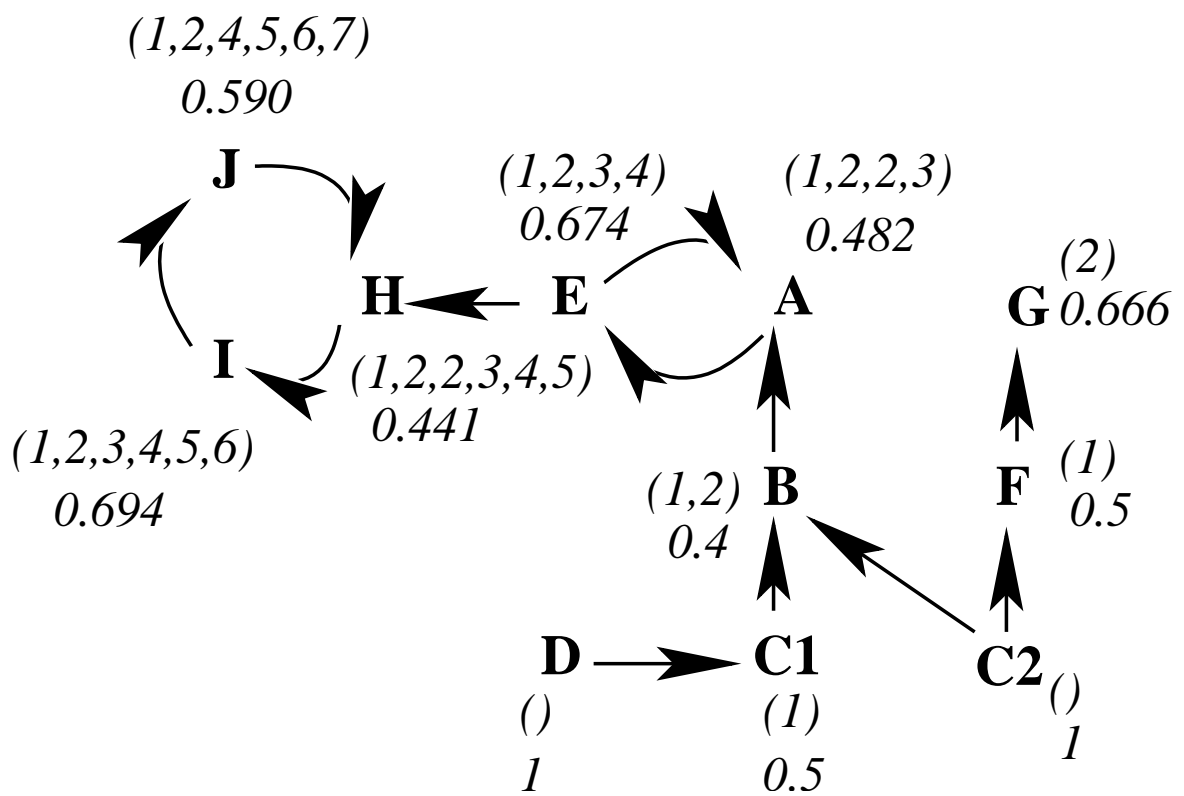 (1,2,4,5,6,7)
0.590
J
(1,2,3,4)
0.674
(1,2,2,3)
0.482
(2)
0.666
H
E
A
G
I
(1,2,2,3,4,5)
0.441
(1,2,3,4,5,6)
0.694
(1,2)
0.4
B
F
(1)
0.5
D
C1
C2
()
1
(1)
0.5
()
1